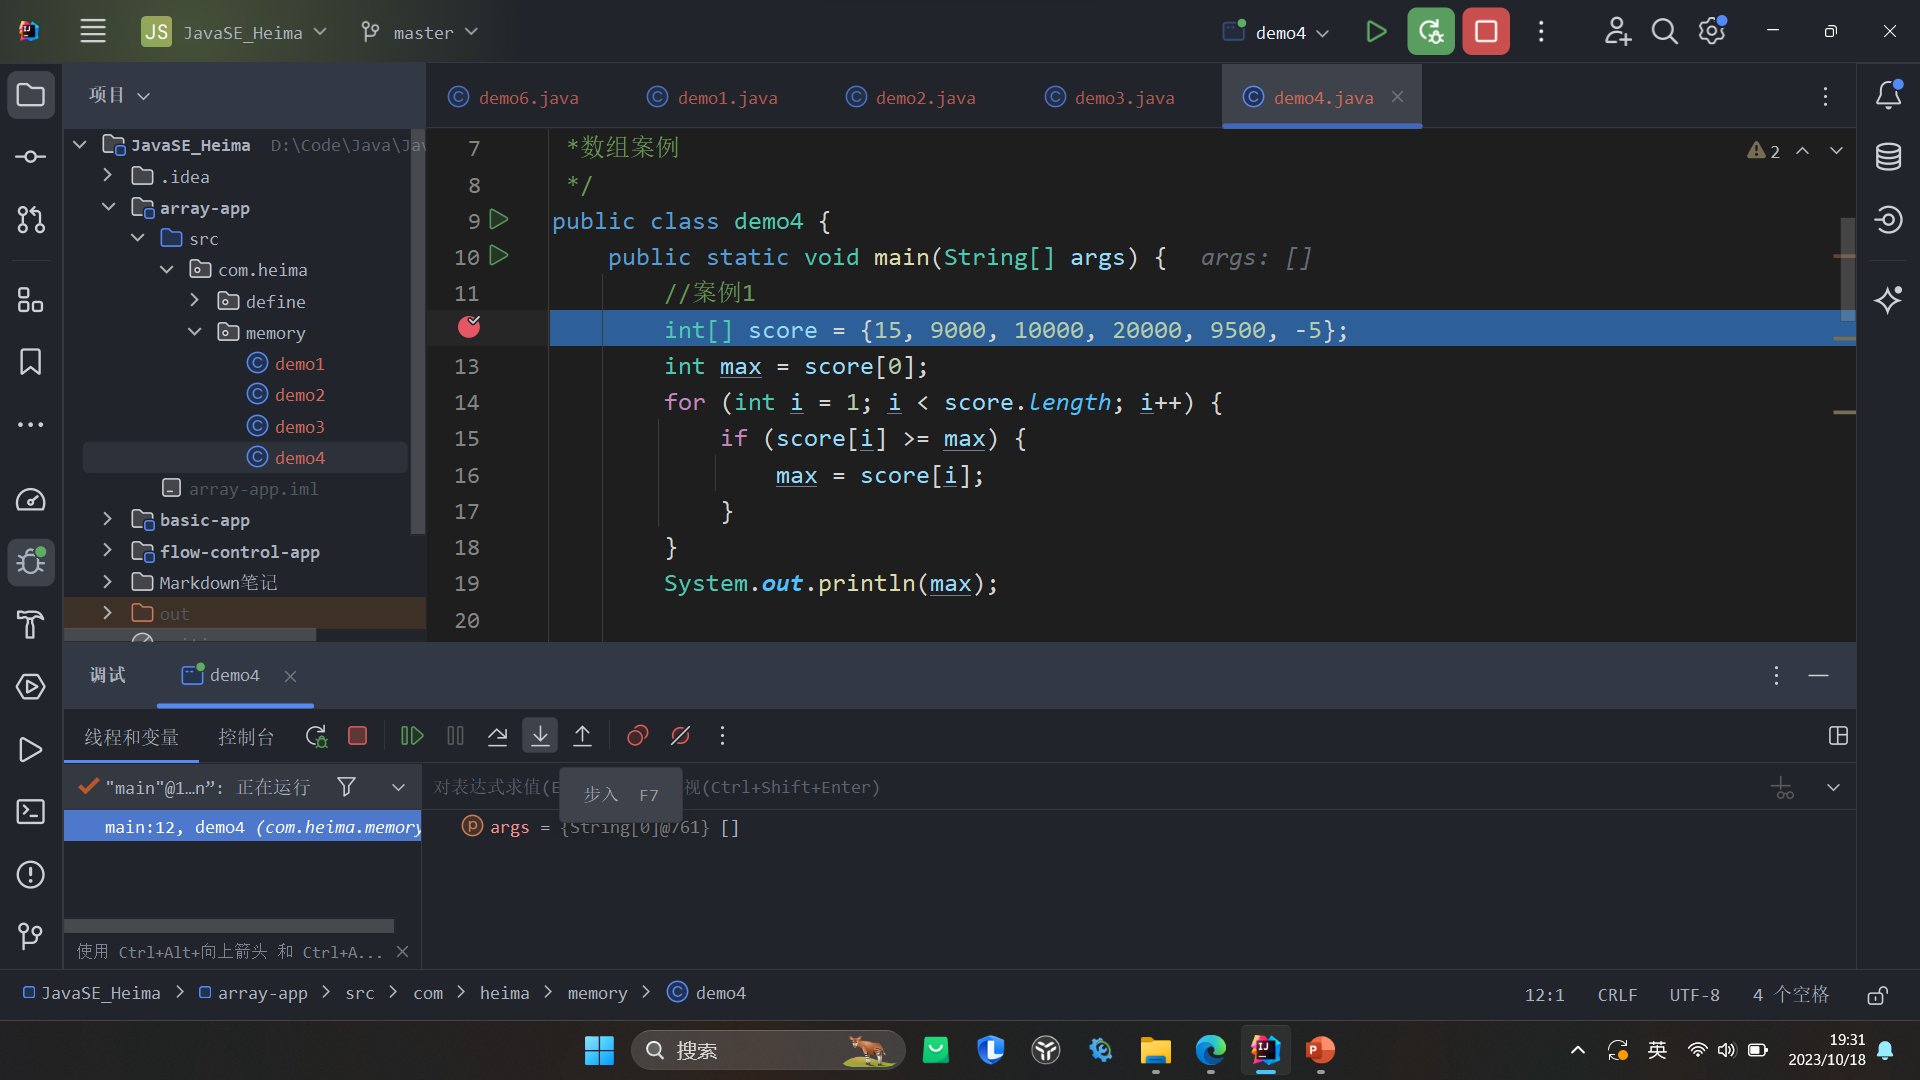 JS JavaSE_Heima master demo4
项目
demo6.java demo1.java demo2.java demo3.java demo4.java
JavaSE_Heima D:\Code\Java\Jav
.idea
array-app
src
com.heima
define
memory
demo1
demo2
demo3
demo4
array-app.iml
basic-app
flow-control-app
Markdown笔记
out
7 *数组案例
8 */
9 public class demo4 {
10 public static void main(String[] args) { args: []
11 //案例1
int[] score = {15, 9000, 10000, 20000, 9500, -5};
13 int max = score[0];
14 for (int i = 1; i < score.length; i++) {
15 if (score[i] >= max) {
16 max = score[i];
17 }
18 }
19 System.out.println(max);
20
2
调试 demo4
线程和变量 控制台
"main"@1…n”: 正在运行
对表达式求值(E 视(Ctrl+Shift+Enter)
步入 F7
main:12, demo4 (com.heima.memory
args = {String[0]@761} []
使用 Ctrl+Alt+向上箭头 和 Ctrl+A...
JavaSE_Heima > array-app > src > com > heima > memory > demo4
12:1 CRLF UTF-8 4 个空格
搜索
英
19:31
2023/10/18